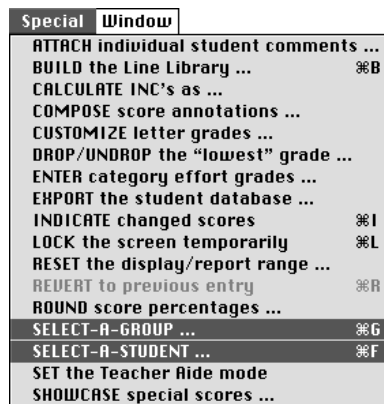 Special Window
ATTACH individual student comments ...
BUILD the Line Library ... ⌘B
CALCULATE INC's as ...
COMPOSE score annotations ...
CUSTOMIZE letter grades ...
DROP/UNDROP the “lowest” grade ...
ENTER category effort grades ...
EXPORT the student database ...
INDICATE changed scores ⌘I
LOCK the screen temporarily ⌘L
RESET the display/report range ...
REVERT to previous entry ⌘R
ROUND score percentages ...
SELECT-A-GROUP ... ⌘G
SELECT-A-STUDENT ... ⌘F
SET the Teacher Aide mode
SHOWCASE special scores ...